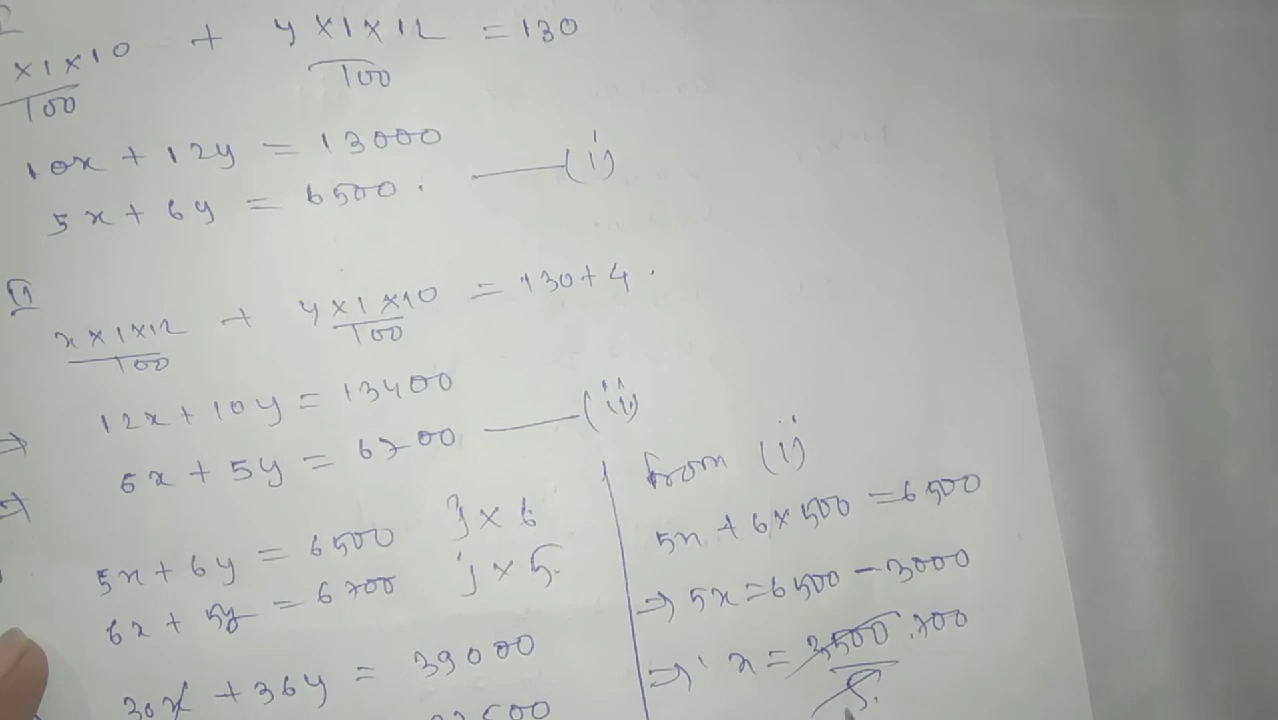 ×1×10/100 + y×1×12/100 = 130
10x + 12y = 13000
5x + 6y = 6500. —(i)
x×1×12/100 + y×1×10/100 = 130+4.
⇒ 12x + 10y = 13400
⇒ 6x + 5y = 6700 —(ii)
5x + 6y = 6500 } × 6
6x + 5y = 6700 } × 5
30x + 36y = 39000
from (i)
5x + 6×500 = 6500
⇒ 5x = 6500 - 3000
⇒ x = 3500/5. 700